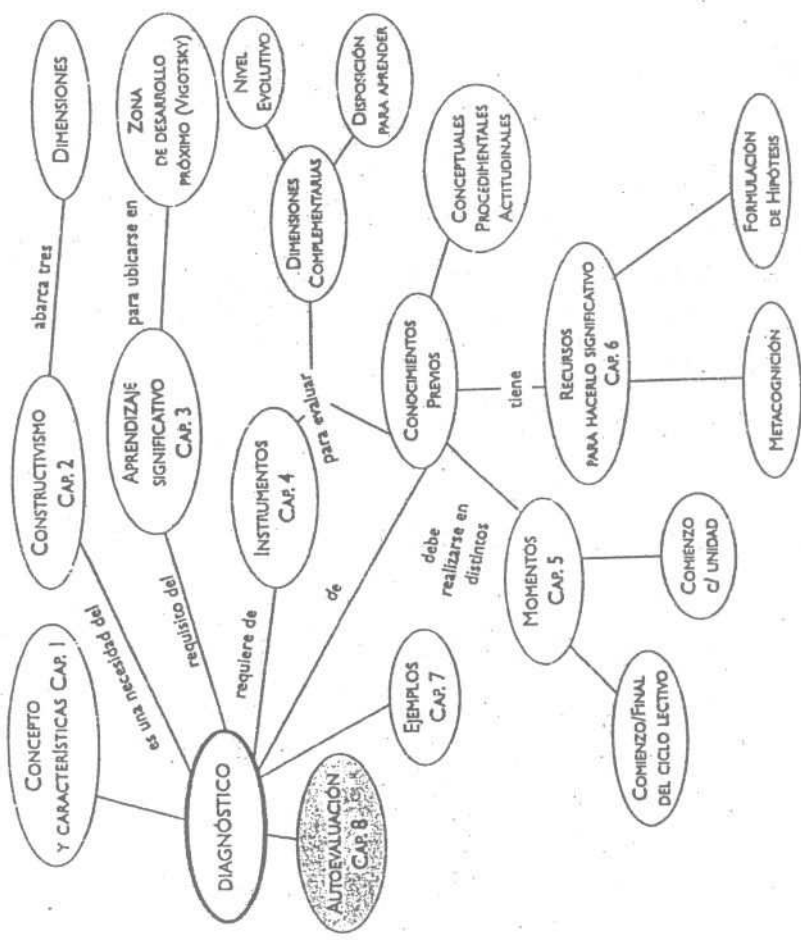 CONCEPTO
Y CARACTERÍSTICAS CAP. 1
es una necesidad del
CONSTRUCTIVISMO
CAP. 2
abarca tres
DIMENSIONES
DIAGNÓSTICO
requisito del
APRENDIZAJE
SIGNIFICATIVO
CAP. 3
para ubicarse en
ZONA
DE DESARROLLO
PRÓXIMO (VIGOTSKY)
requiere de
INSTRUMENTOS
CAP. 4
para evaluar
DIMENSIONES
COMPLEMENTARIAS
NIVEL
EVOLUTIVO
DISPOSICIÓN
PARA APRENDER
de
CONOCIMIENTOS
PREVIOS
CONCEPTUALES
PROCEDIMENTALES
ACTITUDINALES
AUTOEVALUACIÓN
CAP. 8
EJEMPLOS
CAP. 7
debe
realizarse en
distintos
MOMENTOS
CAP. 5
COMIENZO/FINAL
DEL CICLO LECTIVO
COMIENZO
C/ UNIDAD
tiene
RECURSOS
PARA HACERLO SIGNIFICATIVO
CAP. 6
METACOGNICIÓN
FORMULACIÓN
DE HIPÓTESIS